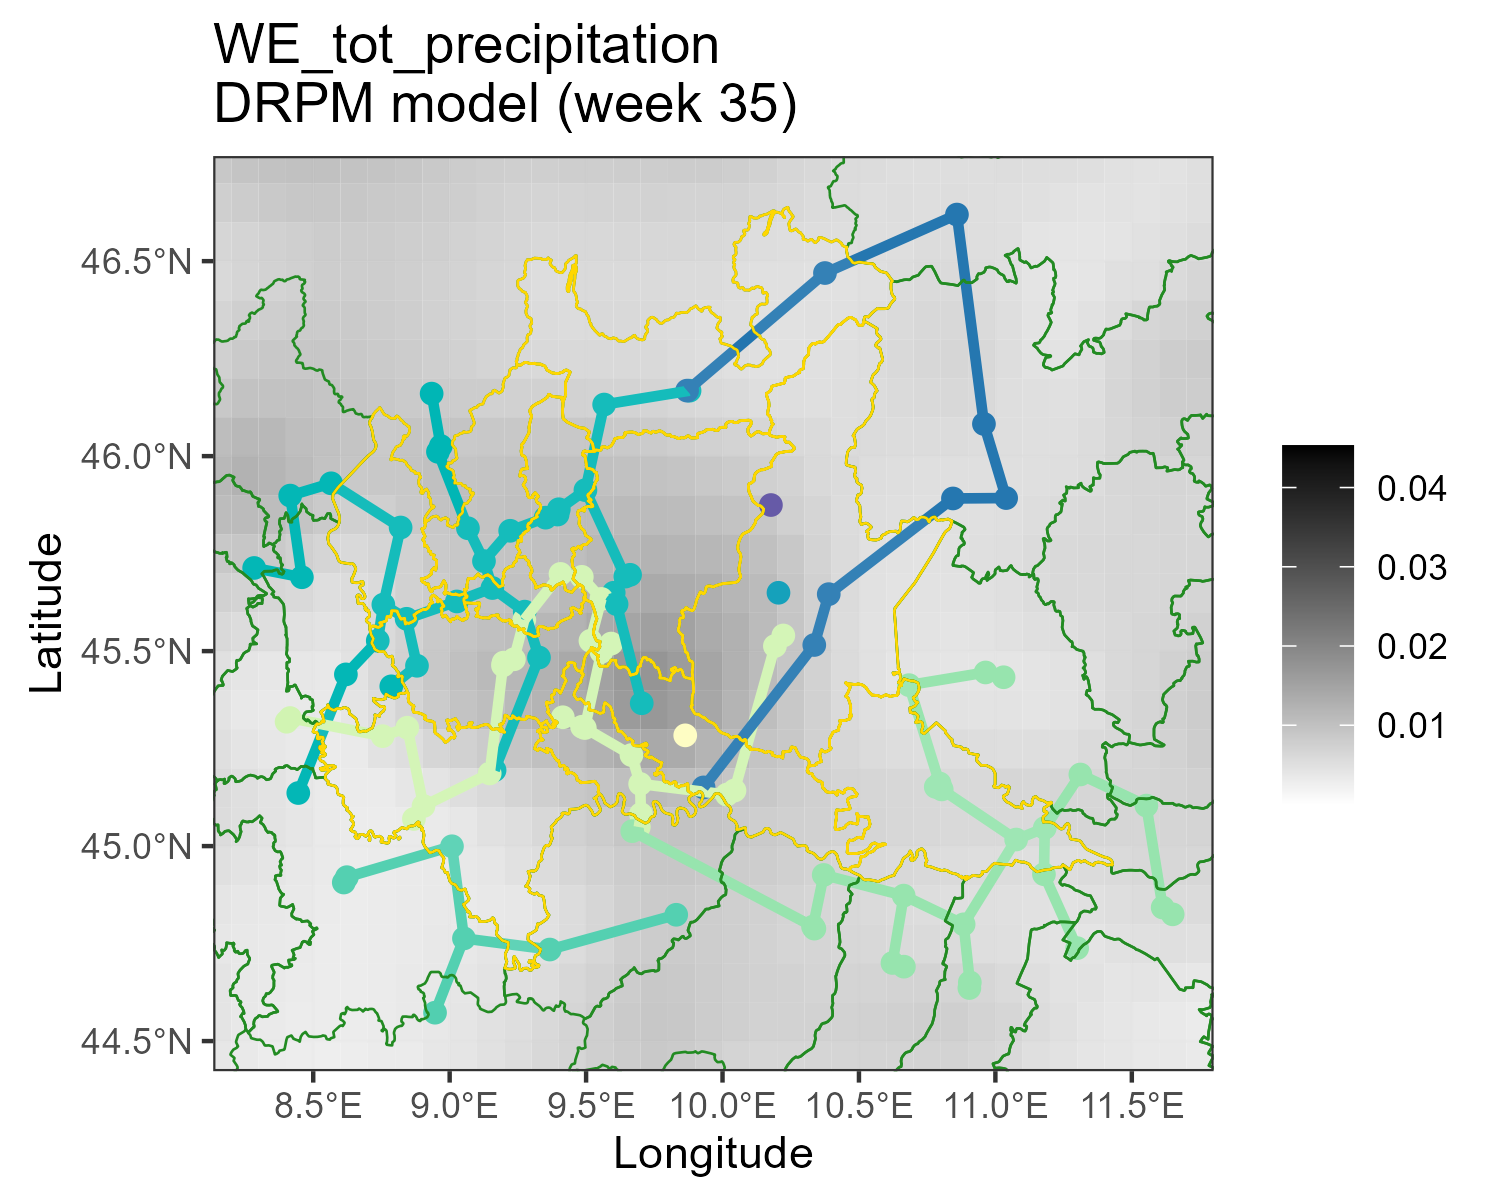 WE_tot_precipitation
DRPM model (week 35)
46.5°N
46.0°N
45.5°N
45.0°N
44.5°N
Latitude
8.5°E 9.0°E 9.5°E 10.0°E 10.5°E 11.0°E 11.5°E
Longitude
0.04
0.03
0.02
0.01